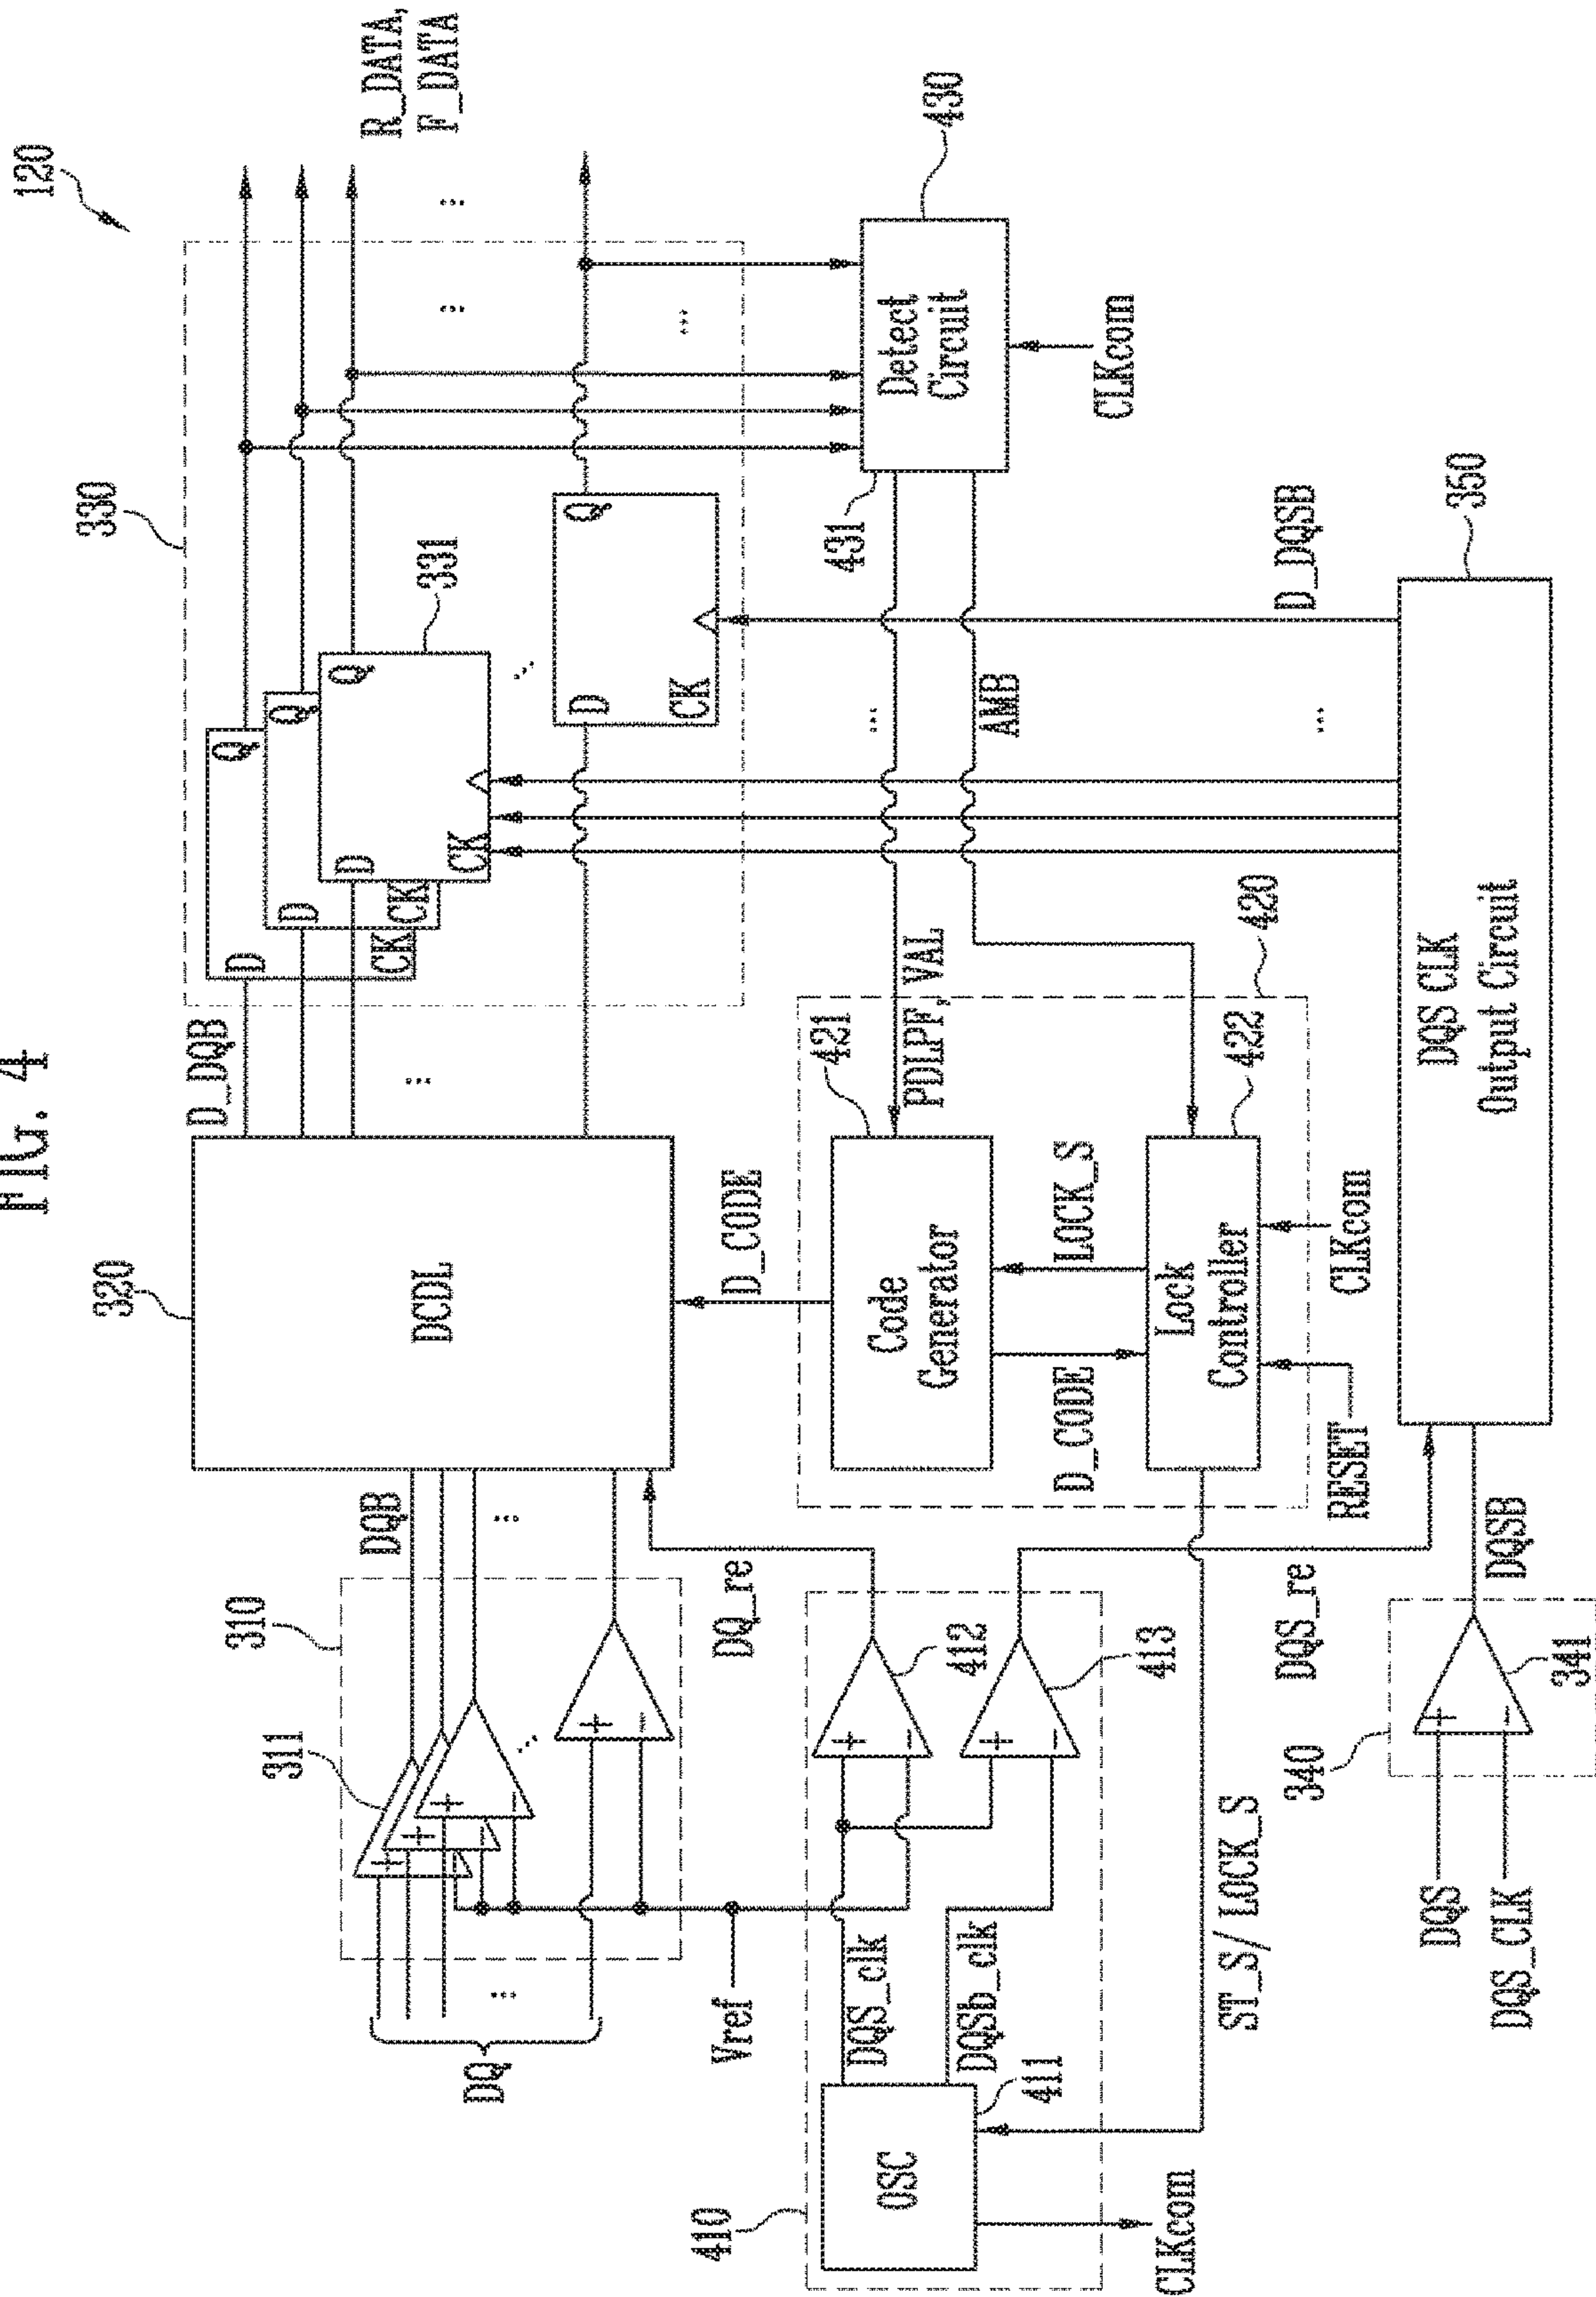 FIG. 4
120
330
320
310
311
DQ
DQB
DCDL
D_DQB
D
Q
CK
D
Q
CK
D
Q
CK
331
D
Q
CK
R_DATA,
F_DATA
...
...
...
...
...
...
...
...
Vref
DQ_re
D_CODE
410
OSC
411
DQS_clk
DQSb_clk
+
-
412
+
-
413
CLKcom
ST_S/LOCK_S
DQS_re
420
421
Code
Generator
D_CODE
LOCK_S
Lock
Controller
422
RESET
CLKcom
PDLPF, VAL
AMB
...
431
Detect
Circuit
430
CLKcom
340
DQS
DQS_CLK
+
-
341
DQSB
DQS CLK
Output Circuit
350
...
D_DQSB
+
-
+
-
+
-
+
-